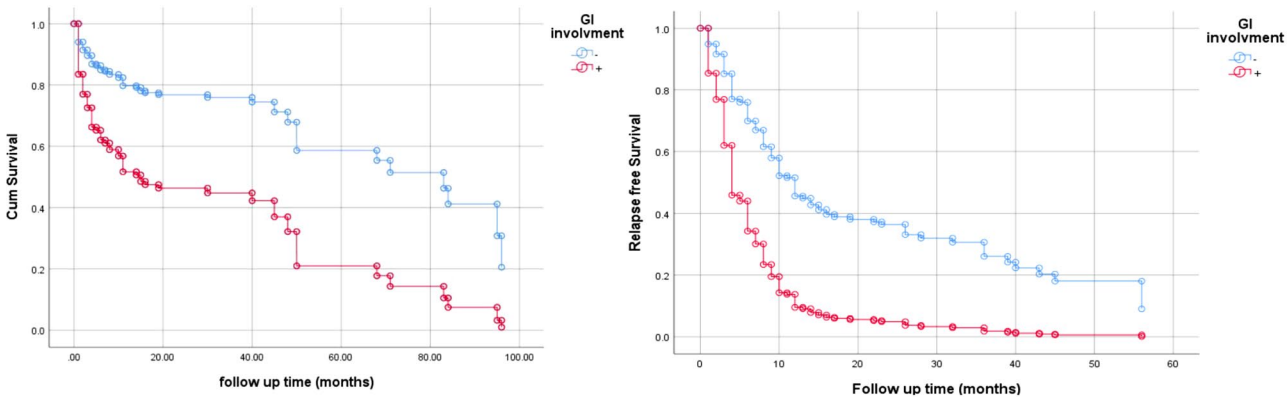 GI
involvment
-
+
Cum Survival
1.0
0.8
0.6
0.4
0.2
0.0
.00 20.00 40.00 60.00 80.00 100.00
follow up time (months)
GI
involvment
-
+
Relapse free Survival
1.0
0.8
0.6
0.4
0.2
0.0
0 10 20 30 40 50 60
Follow up time (months)